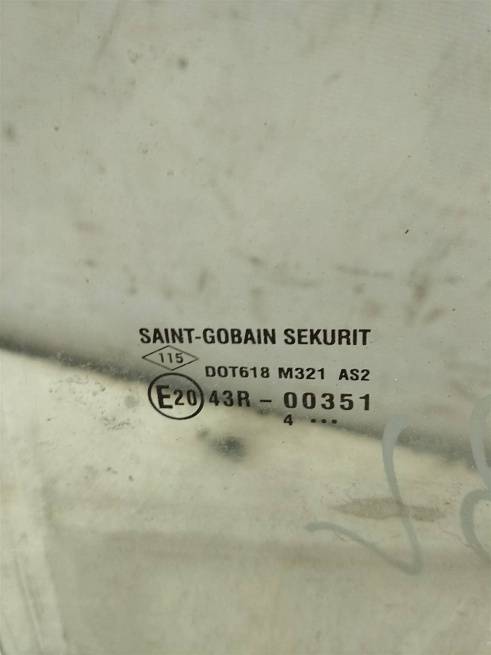 SAINT-GOBAIN SEKURIT
115
DOT618 M321 AS2
E20 43R - 00351
4 •••